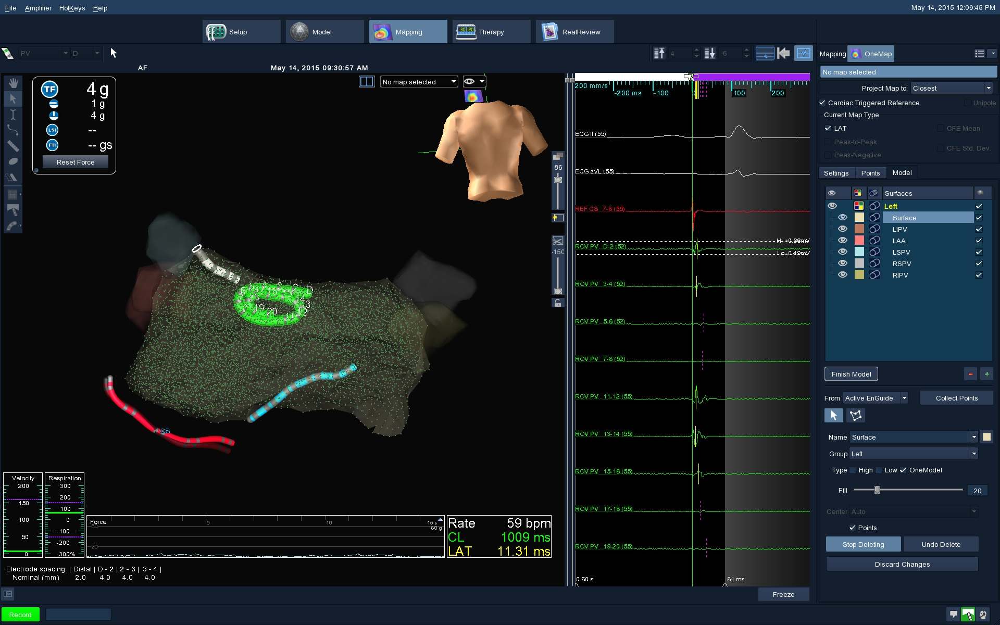 File Amplifier HotKeys Help May 14, 2015 12:09:45 PM
Setup Model Mapping Therapy RealReview
PV D 4 -6 Mapping OneMap
AF May 14, 2015 09:30:57 AM
No map selected
TF 4 g
1 g
4 g
LSI --
FTI -- gs
Reset Force
No map selected
86
-150
D
13
12
11
19
20
CS
Velocity
200
150
100
50
0
Respiration
300
200
100
0
-100
-200
-300%
Force 5 10 15 s
60 80 g
20
Rate 59 bpm
CL 1009 ms
LAT 11.31 ms
Electrode spacing: | Distal | D - 2 | 2 - 3 | 3 - 4 |
Nominal (mm) 2.0 4.0 4.0 4.0
200 mm/s
-200 ms -100 0 100 200
ECG II (55)
ECG aVL (55)
REF CS 7-8 (55)
Hi +0.66mV
ROV PV D-2 (52)
Lo -0.49mV
ROV PV 3-4 (52)
ROV PV 5-6 (52)
ROV PV 7-8 (52)
ROV PV 11-12 (55)
ROV PV 13-14 (55)
ROV PV 15-16 (55)
ROV PV 17-18 (55)
ROV PV 19-20 (55)
0.60 s 84 ms
Freeze
Project Map to: Closest
Cardiac Triggered Reference Unipole
Current Map Type
LAT CFE Mean
Peak-to-Peak
CFE Std. Dev.
Peak-Negative
Settings Points Model
Surfaces
Left
Surface
LIPV
LAA
LSPV
RSPV
RIPV
Finish Model - +
From Active EnGuide Collect Points
Name Surface
Group Left
Type High Low OneModel
Fill 20
Center Auto
Points
Stop Deleting Undo Delete
Discard Changes
Record